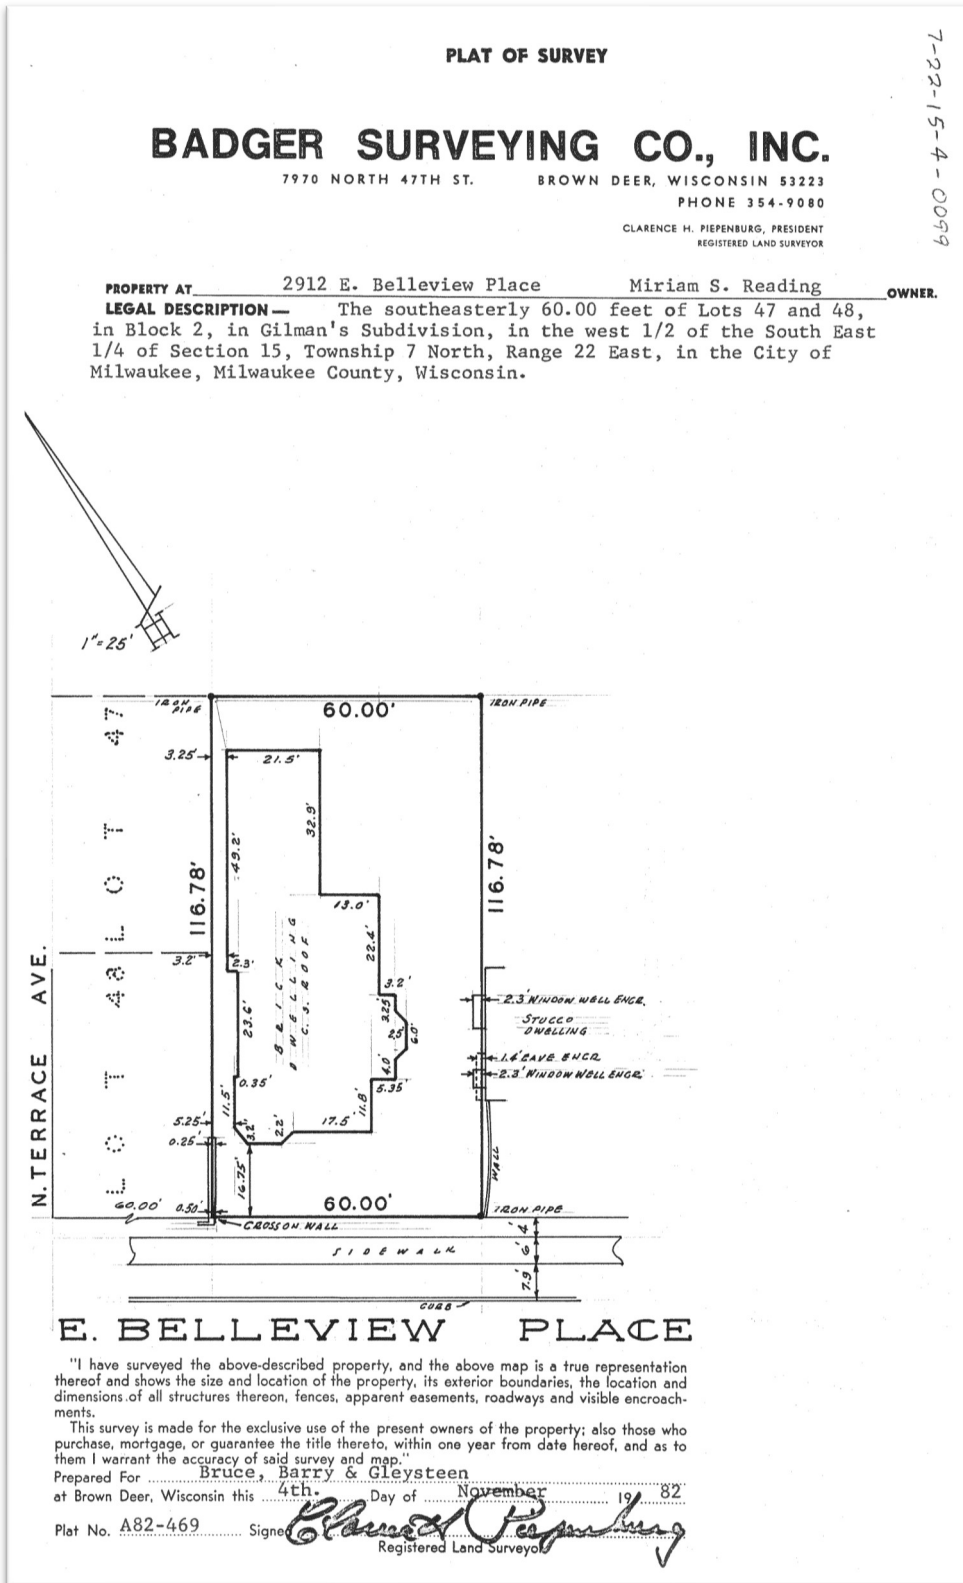 PLAT OF SURVEY
7-22-15-4-0099
BADGER SURVEYING CO., INC.
7970 NORTH 47TH ST. BROWN DEER, WISCONSIN 53223
PHONE 354-9080
CLARENCE H. PIEPENBURG, PRESIDENT
REGISTERED LAND SURVEYOR
PROPERTY AT 2912 E. Belleview Place Miriam S. Reading OWNER.
LEGAL DESCRIPTION— The southeasterly 60.00 feet of Lots 47 and 48,
in Block 2, in Gilman's Subdivision, in the west 1/2 of the South East
1/4 of Section 15, Township 7 North, Range 22 East, in the City of
Milwaukee, Milwaukee County, Wisconsin.
1"=25'
IRON PIPE
60.00'
IRON PIPE
3.25'
21.5'
LOT 47
32.9'
49.2'
116.78'
116.78'
13.0'
22.4'
3.2'
2.3'
BRICK
DWELLING
C.S. ROOF
3.2'
3.25'
6.0'
2.3' WINDOW WELL ENCR.
STUCCO
DWELLING
23.6'
1.4' EAVE ENCR
2.3' WINDOW WELL ENCR.
4.0'
0.35'
5.35'
11.5'
11.8'
5.25'
17.5'
3.2'
2.2'
0.25'
LOT 48
N. TERRACE AVE.
16.75'
WALL
60.00'
0.50'
60.00'
IRON PIPE
CROSS ON WALL
4'
SIDEWALK
6'
7.9'
CURB
E. BELLEVIEW PLACE
"I have surveyed the above-described property, and the above map is a true representation
thereof and shows the size and location of the property, its exterior boundaries, the location and
dimensions of all structures thereon, fences, apparent easements, roadways and visible encroach-
ments.
This survey is made for the exclusive use of the present owners of the property; also those who
purchase, mortgage, or guarantee the title thereto, within one year from date hereof, and as to
them I warrant the accuracy of said survey and map."
Prepared For Bruce, Barry & Gleysteen
at Brown Deer, Wisconsin this 4th. Day of November 19 82
Plat No. A82-469 Signed Clarence H. Piepenburg
Registered Land Surveyor